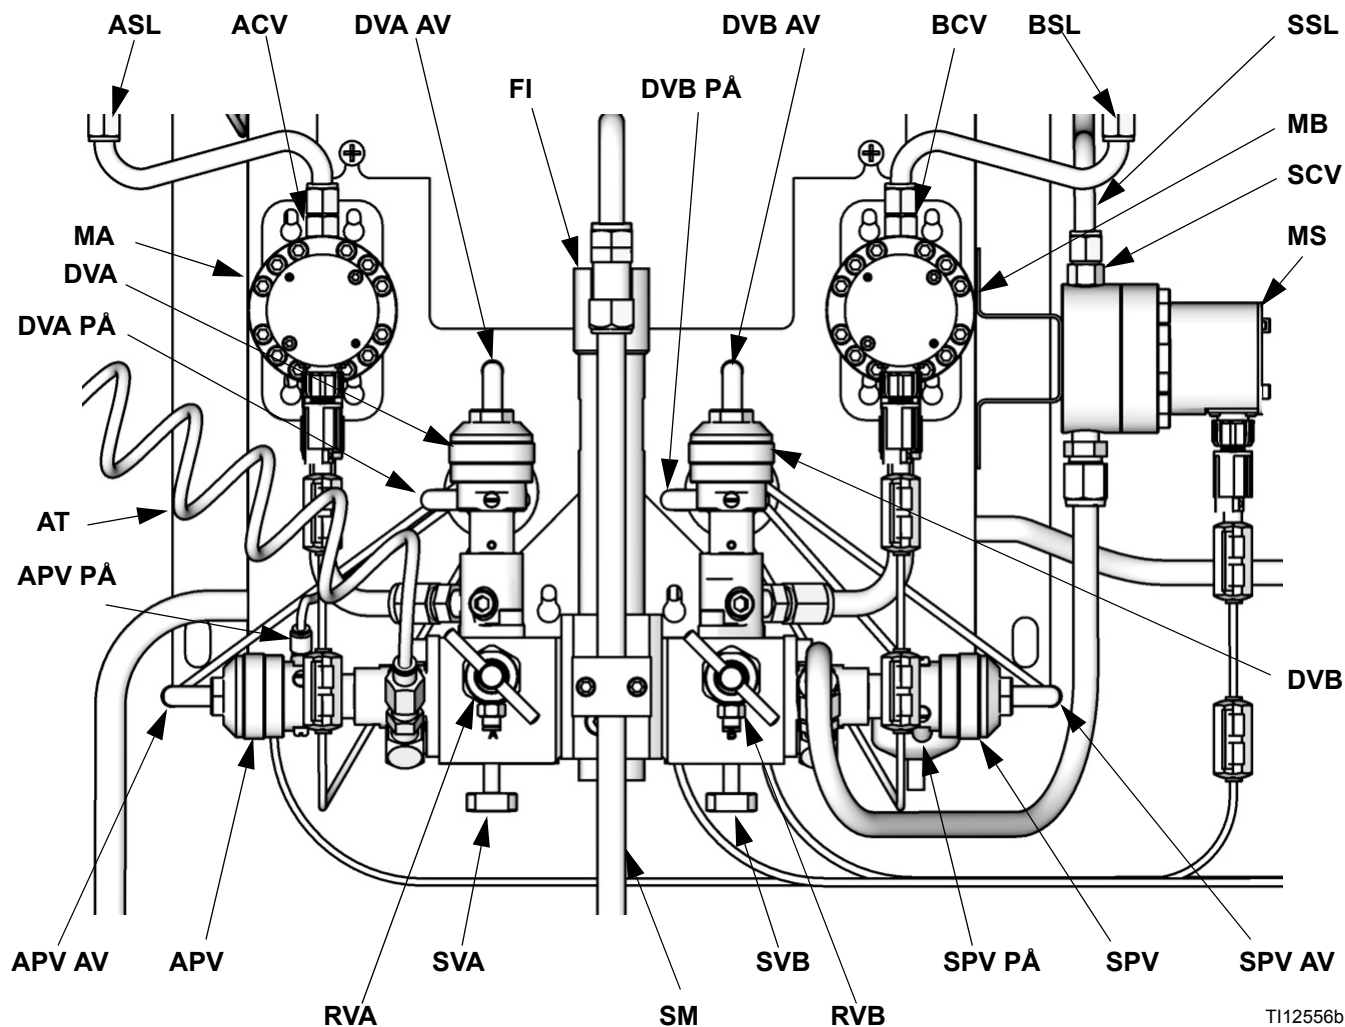 ASL ACV DVA AV DVB AV BCV BSL SSL
FI DVB PÅ
MB
SCV
MA MS
DVA
DVA PÅ
AT
APV PÅ
DVB
A
APV AV APV SVA SVB SPV PÅ SPV SPV AV
RVA SM RVB
TI12556b